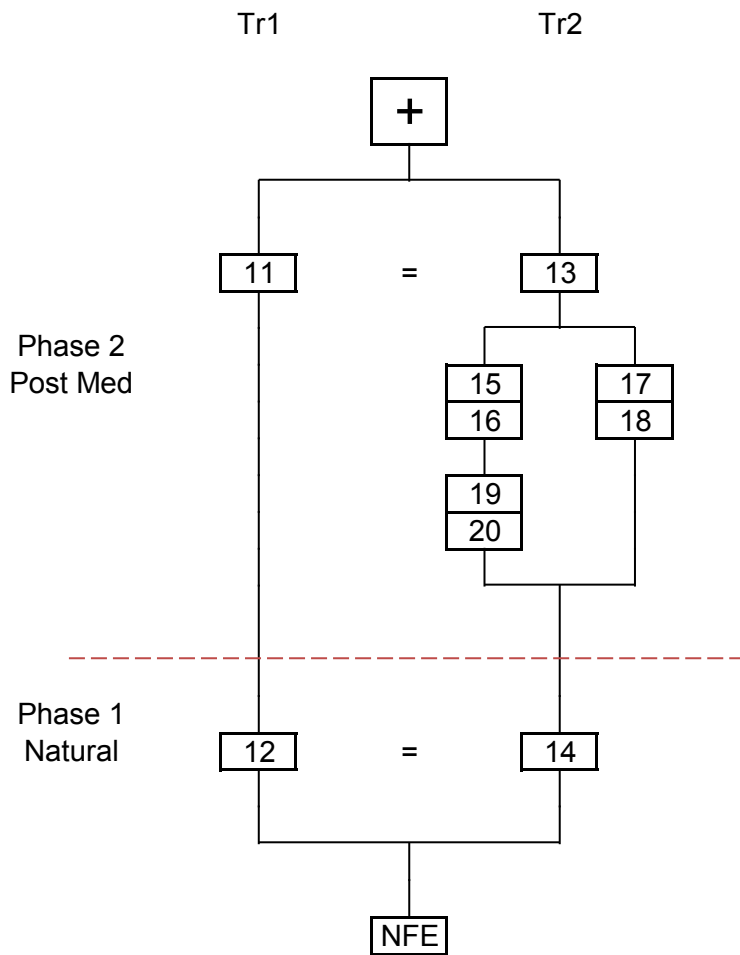 Tr1 Tr2
+
11 = 13
Phase 2
Post Med
15 17
16 18
19
20
Phase 1
Natural
12 = 14
NFE